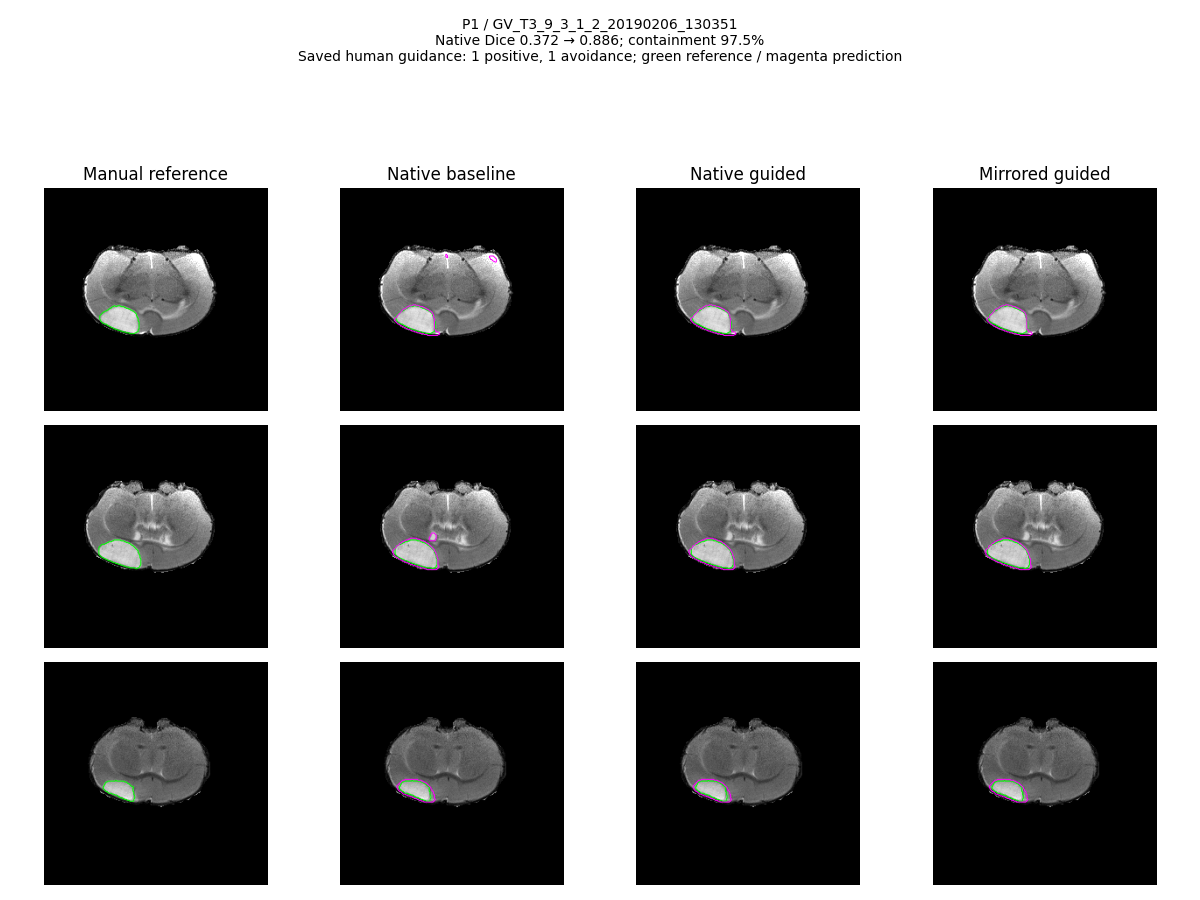 P1 / GV_T3_9_3_1_2_20190206_130351
Native Dice 0.372 → 0.886; containment 97.5%
Saved human guidance: 1 positive, 1 avoidance; green reference / magenta prediction
Manual reference
Native baseline
Native guided
Mirrored guided